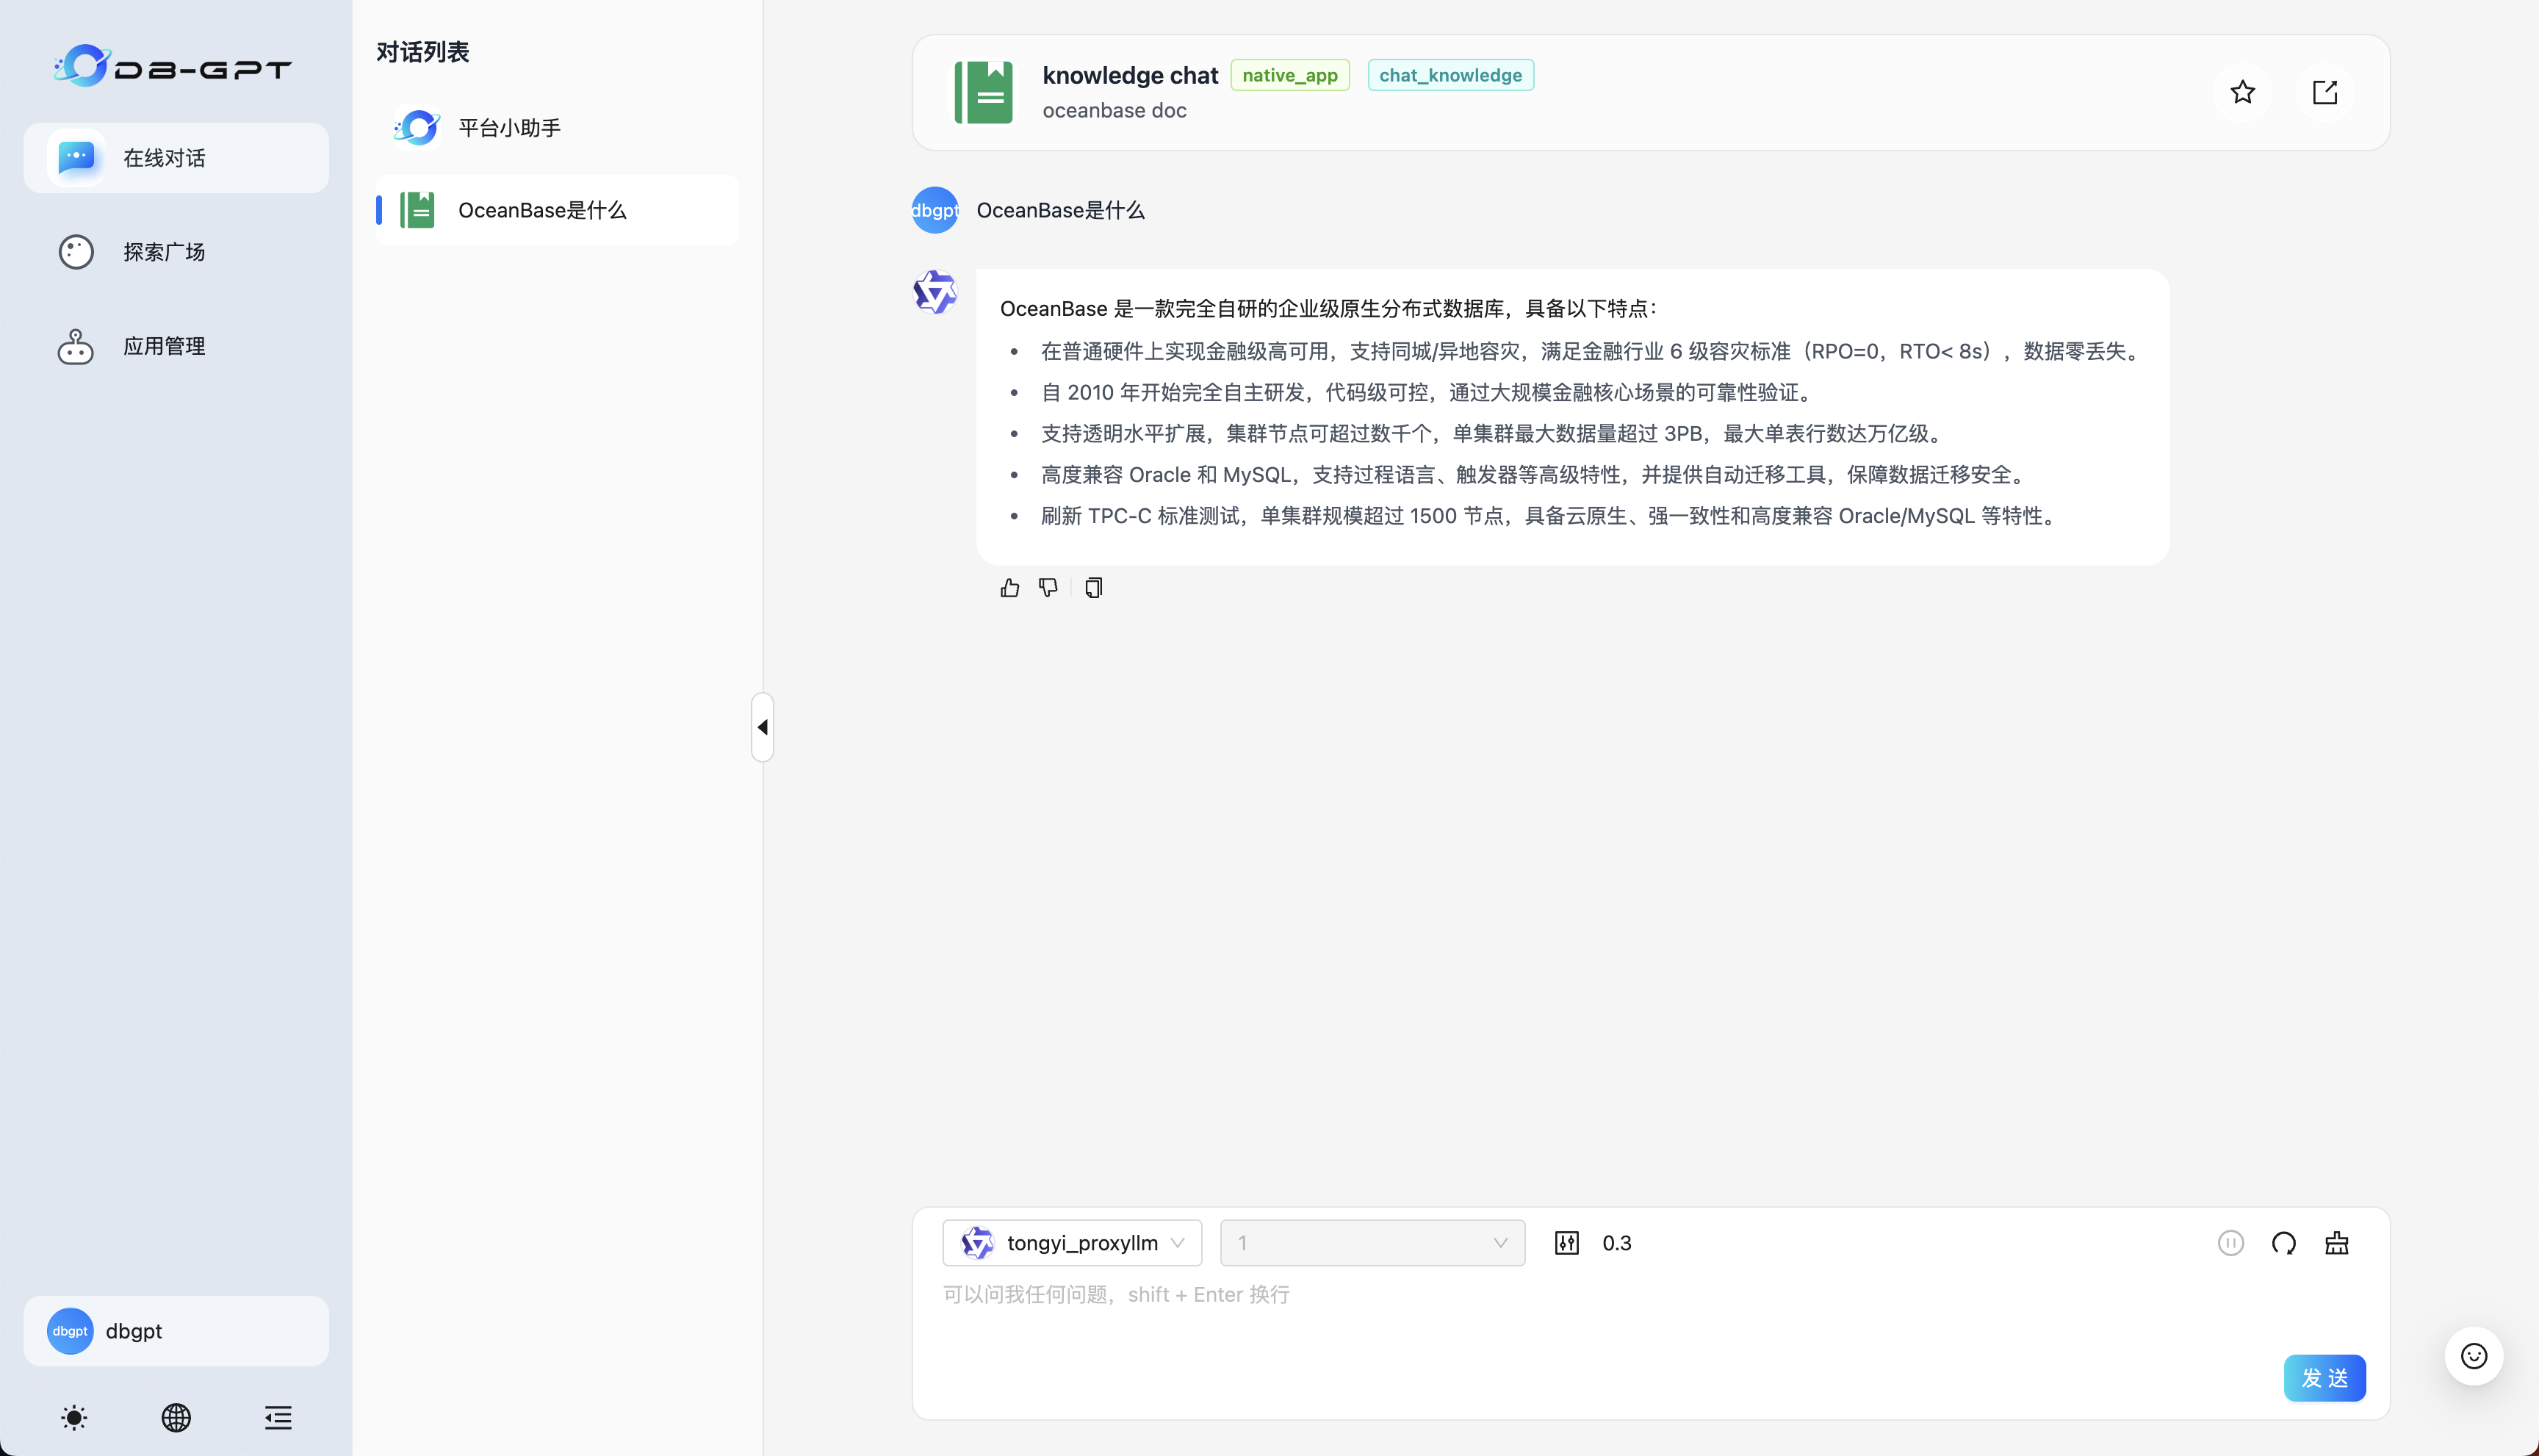 DB-GPT
在线对话
探索广场
应用管理
dbgpt
dbgpt
对话列表
平台小助手
OceanBase是什么
knowledge chat native_app chat_knowledge
oceanbase doc
dbgpt OceanBase是什么
OceanBase 是一款完全自研的企业级原生分布式数据库，具备以下特点：
• 在普通硬件上实现金融级高可用，支持同城/异地容灾，满足金融行业 6 级容灾标准（RPO=0，RTO< 8s），数据零丢失。
• 自 2010 年开始完全自主研发，代码级可控，通过大规模金融核心场景的可靠性验证。
• 支持透明水平扩展，集群节点可超过数千个，单集群最大数据量超过 3PB，最大单表行数达万亿级。
• 高度兼容 Oracle 和 MySQL，支持过程语言、触发器等高级特性，并提供自动迁移工具，保障数据迁移安全。
• 刷新 TPC-C 标准测试，单集群规模超过 1500 节点，具备云原生、强一致性和高度兼容 Oracle/MySQL 等特性。
tongyi_proxyllm 1 0.3
可以问我任何问题，shift + Enter 换行
发 送